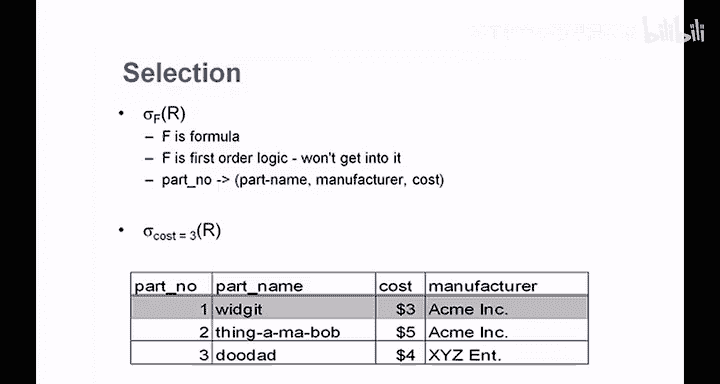 bilibili
Selection
• σF(R)
– F is formula
– F is first order logic - won't get into it
– part_no -> (part-name, manufacturer, cost)
• σcost = 3(R)
part_no part_name cost manufacturer
1 widgit $3 Acme Inc.
2 thing-a-ma-bob $5 Acme Inc.
3 doodad $4 XYZ Ent.